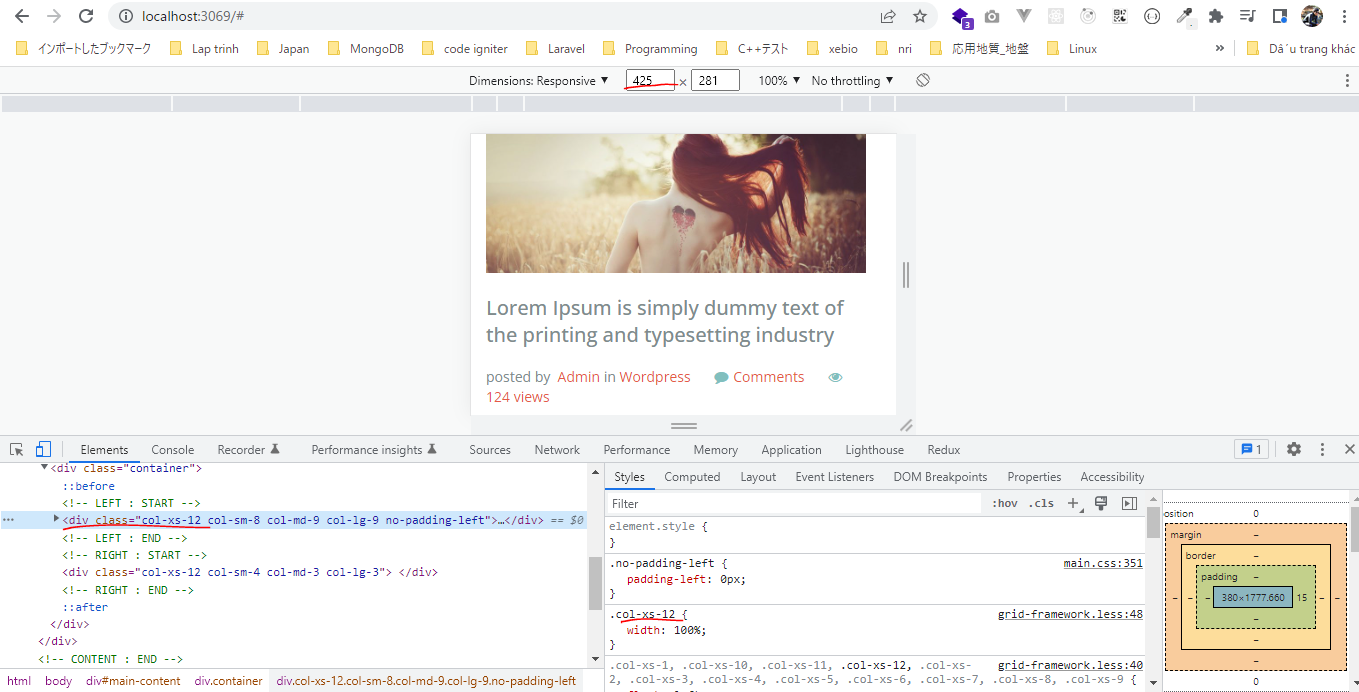 localhost:3069/#
3
インポートしたブックマーク Lap trinh Japan MongoDB code igniter Laravel Programming C++テスト xebio nri 応用地質_地盤 Linux » Dấu trang khác
Dimensions: Responsive ▼ 425 × 281 100% ▼ No throttling ▼
Lorem Ipsum is simply dummy text of
the printing and typesetting industry
posted by Admin in Wordpress Comments
124 views
Elements Console Recorder Performance insights Sources Network Performance Memory Application Lighthouse Redux 1
▼<div class="container">
::before
<!-- LEFT : START -->
… ▶<div class="col-xs-12 col-sm-8 col-md-9 col-lg-9 no-padding-left">…</div> == $0
<!-- LEFT : END -->
<!-- RIGHT : START -->
<div class="col-xs-12 col-sm-4 col-md-3 col-lg-3"> </div>
<!-- RIGHT : END -->
::after
</div>
</div>
<!-- CONTENT : END -->
html body div#main-content div.container div.col-xs-12.col-sm-8.col-md-9.col-lg-9.no-padding-left
Styles Computed Layout Event Listeners DOM Breakpoints Properties Accessibility
Filter :hov .cls +
element.style {
}
.no-padding-left { main.css:351
padding-left: 0px;
}
.col-xs-12 { grid-framework.less:48
width: 100%;
}
.col-xs-1, .col-xs-10, .col-xs-11, .col-xs-12, .col-xs- grid-framework.less:40
2, .col-xs-3, .col-xs-4, .col-xs-5, .col-xs-6, .col-xs-7, .col-xs-8, .col-xs-9 {
osition 0
margin –
border –
padding –
– – – 380×1777.660 15 – –
–
–
–
0